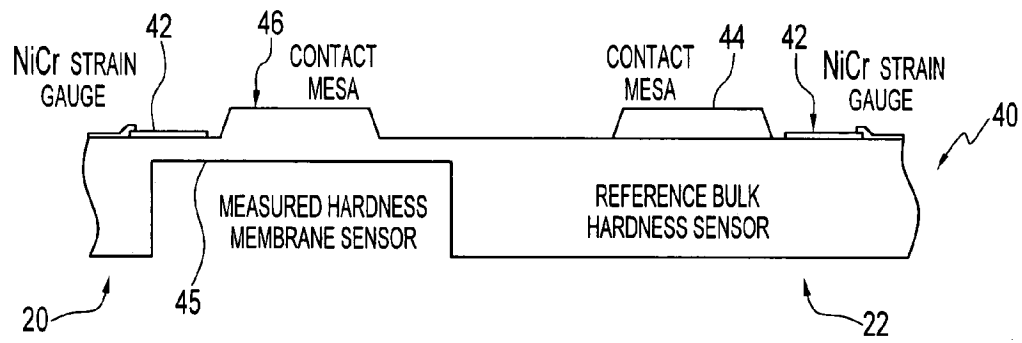 46
42
NiCr STRAIN
GAUGE
CONTACT
MESA
CONTACT
MESA
44
42
NiCr STRAIN
GAUGE
40
MEASURED HARDNESS
MEMBRANE SENSOR
REFERENCE BULK
HARDNESS SENSOR
20
45
22